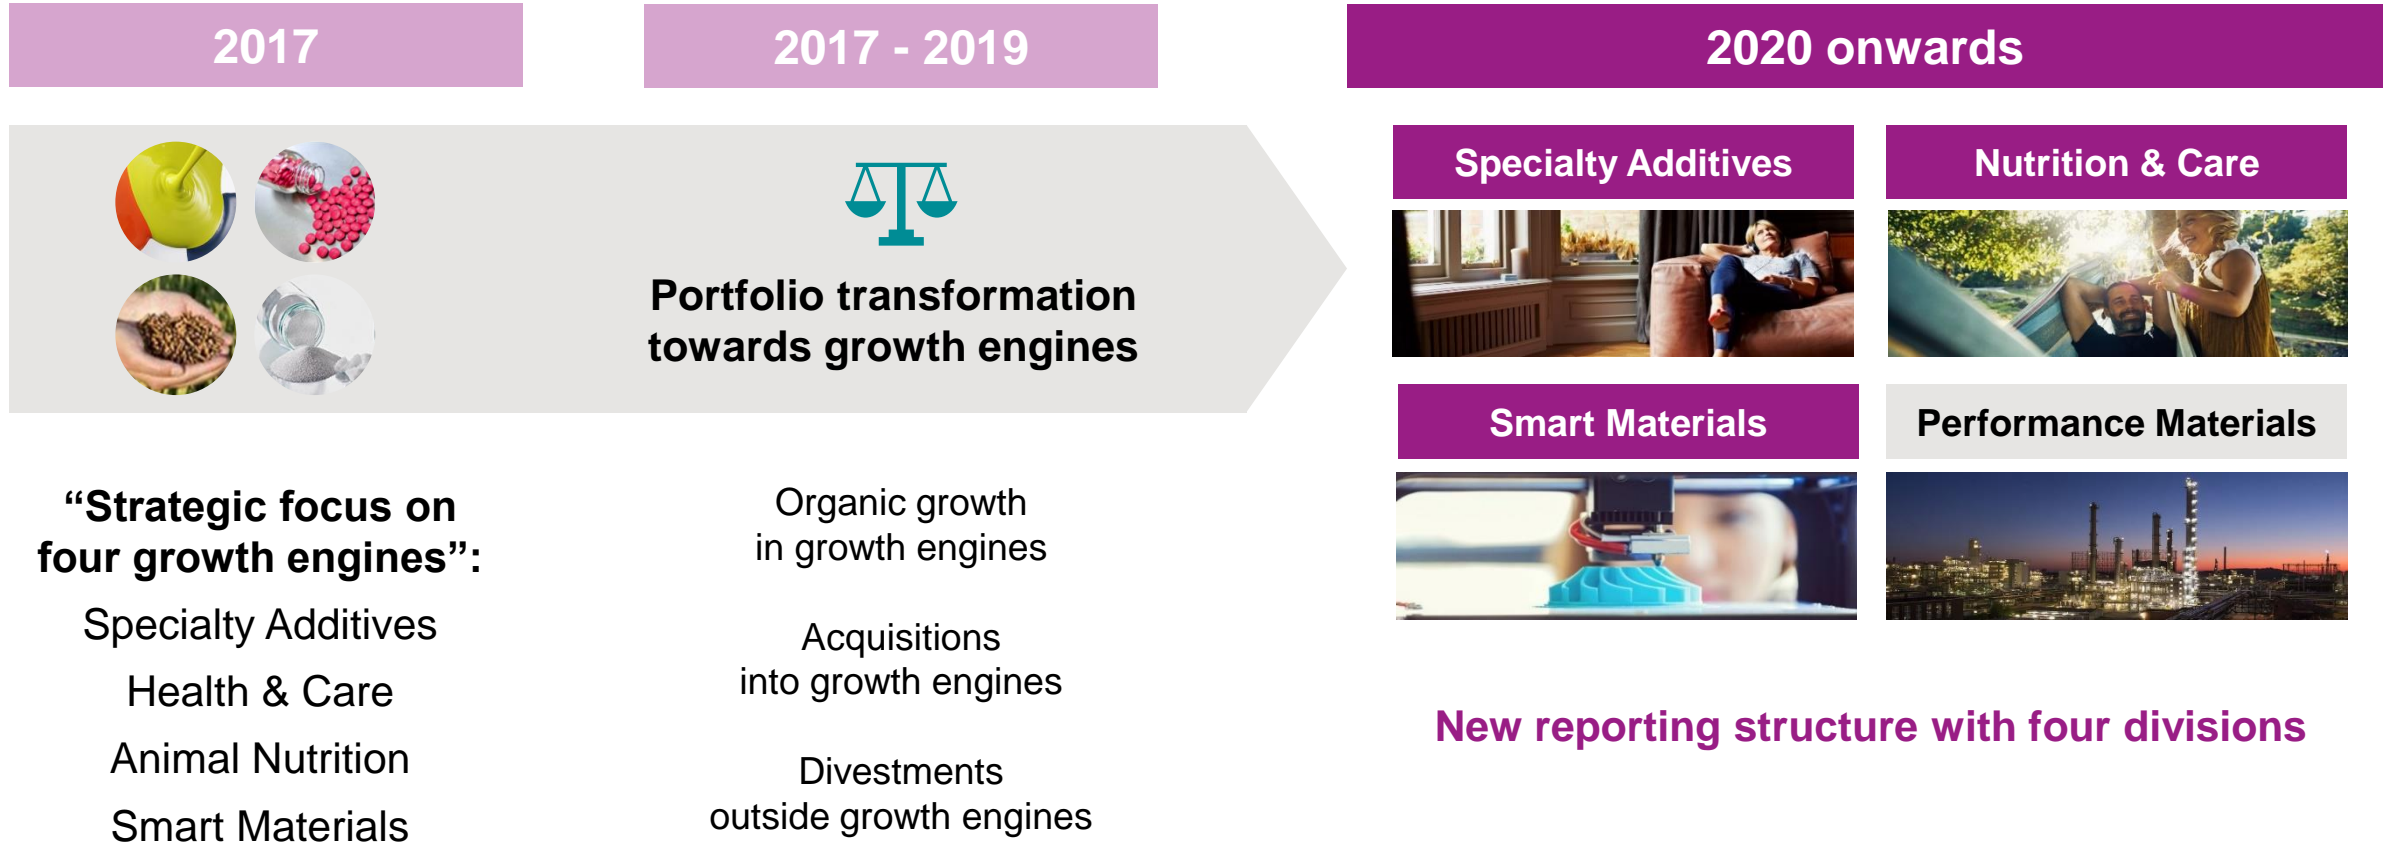 2017
2017 - 2019
2020 onwards
Portfolio transformation
towards growth engines
Specialty Additives
Nutrition & Care
Smart Materials
Performance Materials
“Strategic focus on
four growth engines”:
Specialty Additives
Health & Care
Animal Nutrition
Smart Materials
Organic growth
in growth engines
Acquisitions
into growth engines
Divestments
outside growth engines
New reporting structure with four divisions